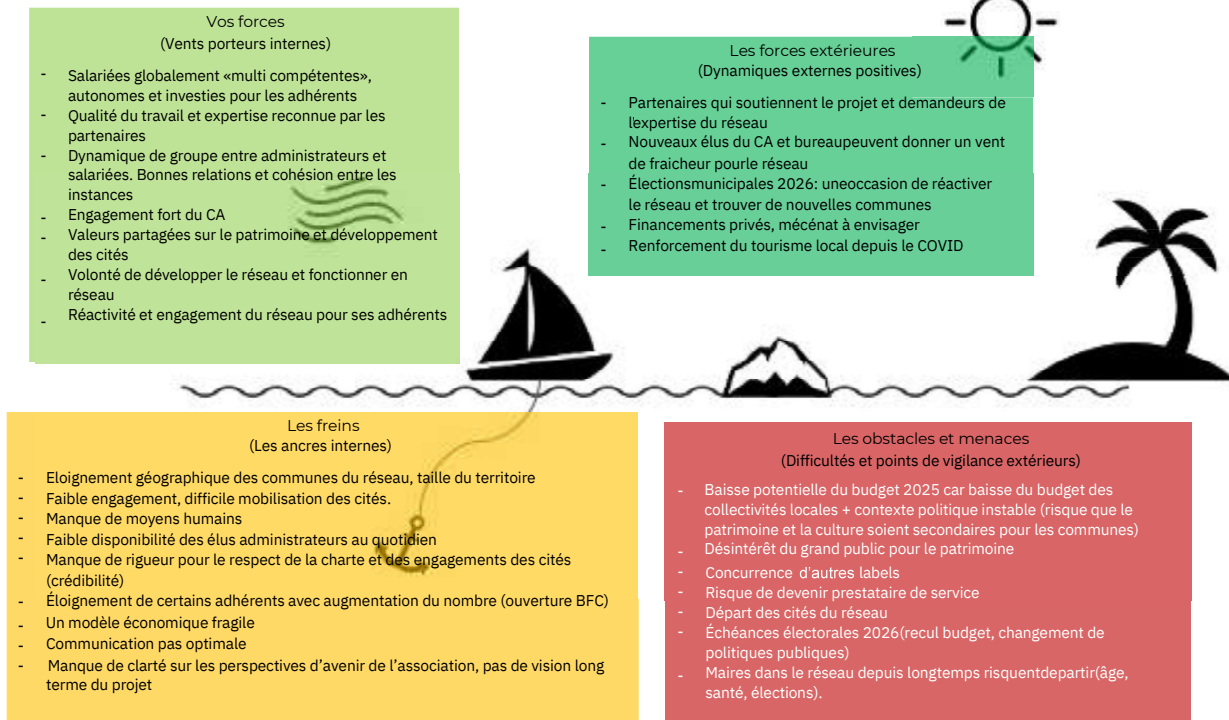 Vos forces
(Vents porteurs internes)
- Salariées globalement «multi compétentes»,
autonomes et investies pour les adhérents
- Qualité du travail et expertise reconnue par les
partenaires
- Dynamique de groupe entre administrateurs et
salariées. Bonnes relations et cohésion entre les
instances
- Engagement fort du CA
- Valeurs partagées sur le patrimoine et développement
des cités
- Volonté de développer le réseau et fonctionner en
réseau
- Réactivité et engagement du réseau pour ses adhérents
Les forces extérieures
(Dynamiques externes positives)
- Partenaires qui soutiennent le projet et demandeurs de
l'expertise du réseau
- Nouveaux élus du CA et bureaupeuvent donner un vent
de fraicheur pourle réseau
- Électionsmunicipales 2026: uneoccasion de réactiver
le réseau et trouver de nouvelles communes
- Financements privés, mécénat à envisager
- Renforcement du tourisme local depuis le COVID
Les freins
(Les ancres internes)
- Eloignement géographique des communes du réseau, taille du territoire
- Faible engagement, difficile mobilisation des cités.
- Manque de moyens humains
- Faible disponibilité des élus administrateurs au quotidien
- Manque de rigueur pour le respect de la charte et des engagements des cités
(crédibilité)
- Éloignement de certains adhérents avec augmentation du nombre (ouverture BFC)
- Un modèle économique fragile
- Communication pas optimale
- Manque de clarté sur les perspectives d'avenir de l'association, pas de vision long
terme du projet
Les obstacles et menaces
(Difficultés et points de vigilance extérieurs)
- Baisse potentielle du budget 2025 car baisse du budget des
collectivités locales + contexte politique instable (risque que le
patrimoine et la culture soient secondaires pour les communes)
- Désintérêt du grand public pour le patrimoine
- Concurrence d'autres labels
- Risque de devenir prestataire de service
- Départ des cités du réseau
- Échéances électorales 2026(recul budget, changement de
politiques publiques)
- Maires dans le réseau depuis longtemps risquentdepartir(âge,
santé, élections).